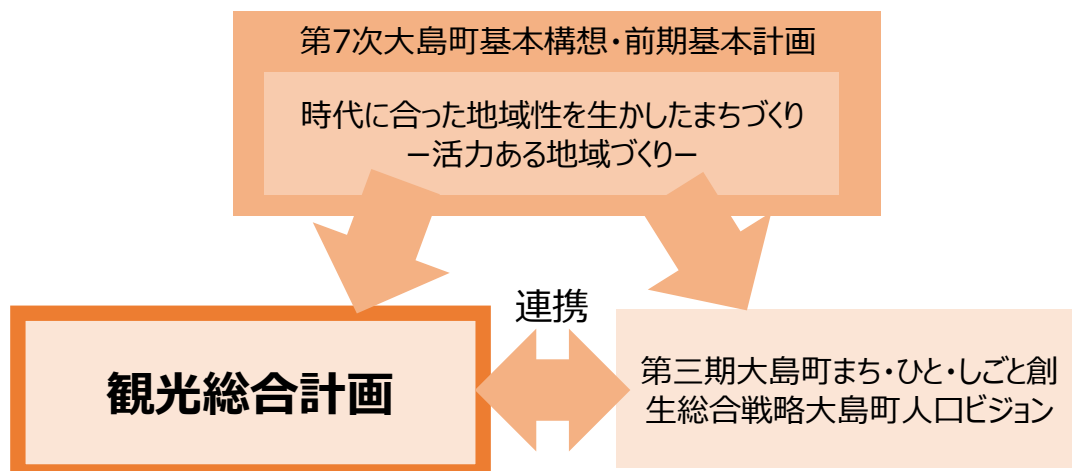 第7次大島町基本構想・前期基本計画
時代に合った地域性を生かしたまちづくり
－活力ある地域づくり－
連携
観光総合計画
第三期大島町まち・ひと・しごと創
生総合戦略大島町人口ビジョン